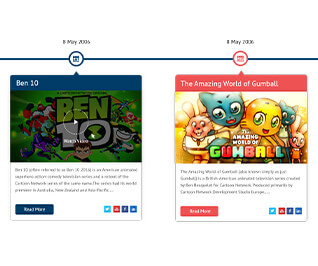 8 May 2006
8 May 2006
Ben 10
The Amazing World of Gumball
BEN
10
Watch Video
THE
AMAZING
WORLD OF
GUMBALL
Ben 10 (often referred to as Ben 10 2016) is an American animated
superhero action comedy television series and a reboot of the
Cartoon Network series of the same name. The series had its world
premiere in Australia, New Zealand and Asia-Pacific
The Amazing World of Gumball (also known simply as just
Gumball) is a British-American animated television series created
by Ben Bocquelet for Cartoon Network. Produced primarily by
Cartoon Network Development Studio Europe......
Read More
Read More